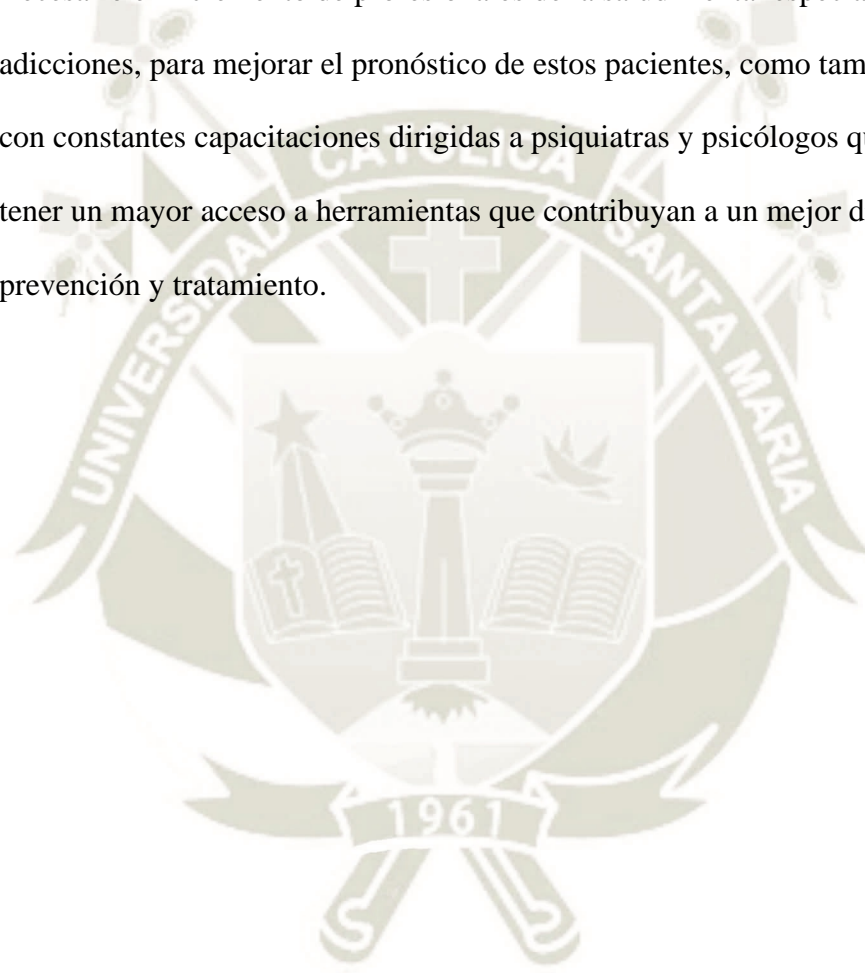 adicciones, para mejorar el pronóstico de estos pacientes, como tam
con constantes capacitaciones dirigidas a psiquiatras y psicólogos qu
tener un mayor acceso a herramientas que contribuyan a un mejor d
prevención y tratamiento.
UNIVERSIDAD CATOLICA SANTA MARIA
1961